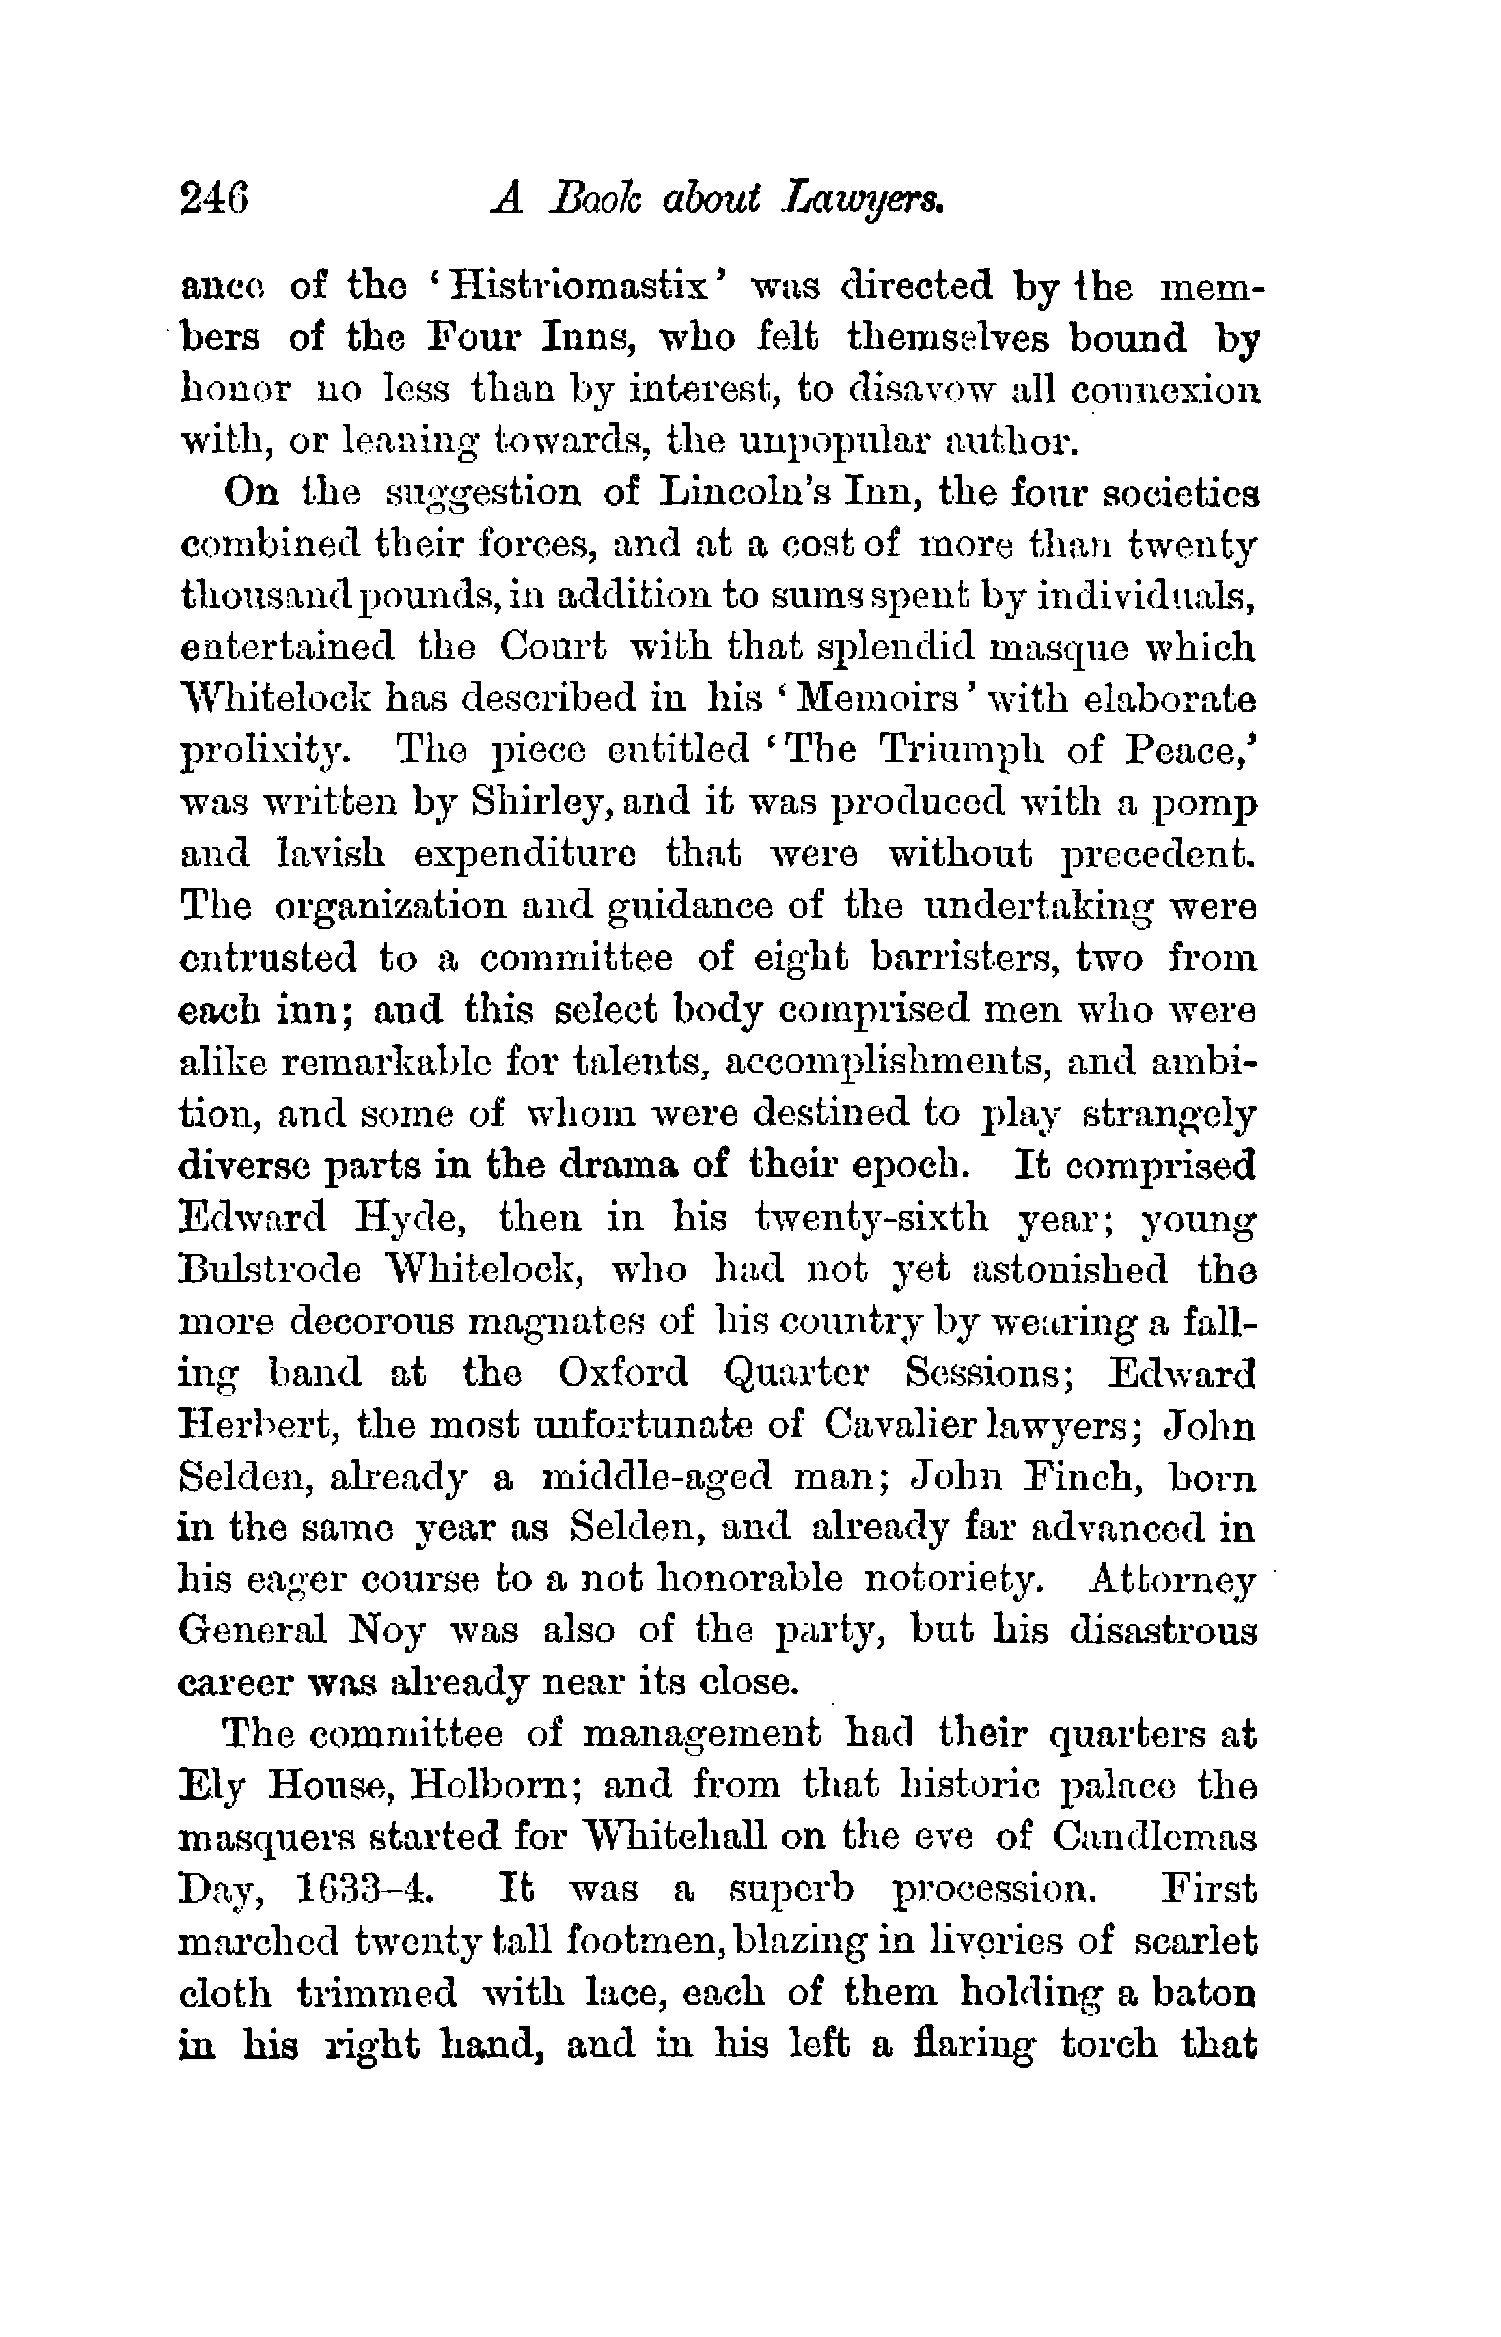 246 A Book about Lawyers.
ance of the ‘Histriomastix’ was directed by the mem-
bers of the Four Inns, who felt themselves bound by
honor no less than by interest, to disavow all connexion
with, or leaning towards, the unpopular author.
On the suggestion of Lincoln's Inn, the four societies
combined their forces, and at a cost of more than twenty
thousand pounds, in addition to sums spent by individuals,
entertained the Court with that splendid masque which
Whitelock has described in his ‘Memoirs’ with elaborate
prolixity. The piece entitled ‘The Triumph of Peace,’
was written by Shirley, and it was produced with a pomp
and lavish expenditure that were without precedent.
The organization and guidance of the undertaking were
entrusted to a committee of eight barristers, two from
each inn; and this select body comprised men who were
alike remarkable for talents, accomplishments, and ambi-
tion, and some of whom were destined to play strangely
diverse parts in the drama of their epoch. It comprised
Edward Hyde, then in his twenty-sixth year; young
Bulstrode Whitelock, who had not yet astonished the
more decorous magnates of his country by wearing a fall-
ing band at the Oxford Quarter Sessions; Edward
Herbert, the most unfortunate of Cavalier lawyers; John
Selden, already a middle-aged man; John Finch, born
in the same year as Selden, and already far advanced in
his eager course to a not honorable notoriety. Attorney
General Noy was also of the party, but his disastrous
career was already near its close.
The committee of management had their quarters at
Ely House, Holborn; and from that historic palace the
masquers started for Whitehall on the eve of Candlemas
Day, 1633-4. It was a superb procession. First
marched twenty tall footmen, blazing in liveries of scarlet
cloth trimmed with lace, each of them holding a baton
in his right hand, and in his left a flaring torch that